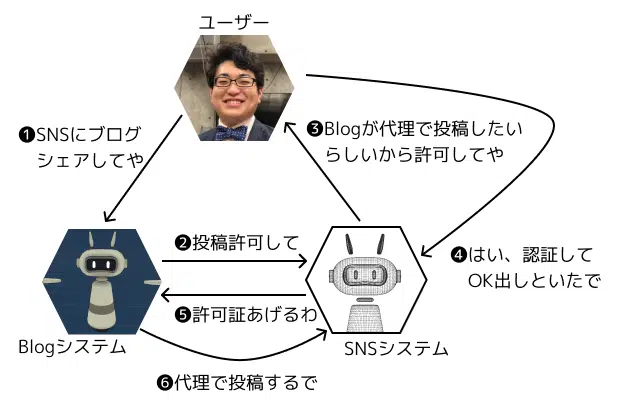 ユーザー
❶SNSにブログ
シェアしてや
❸Blogが代理で投稿したい
らしいから許可してや
❷投稿許可して
❹はい、認証して
OK出しといたで
❺許可証あげるわ
Blogシステム
SNSシステム
❻代理で投稿するで